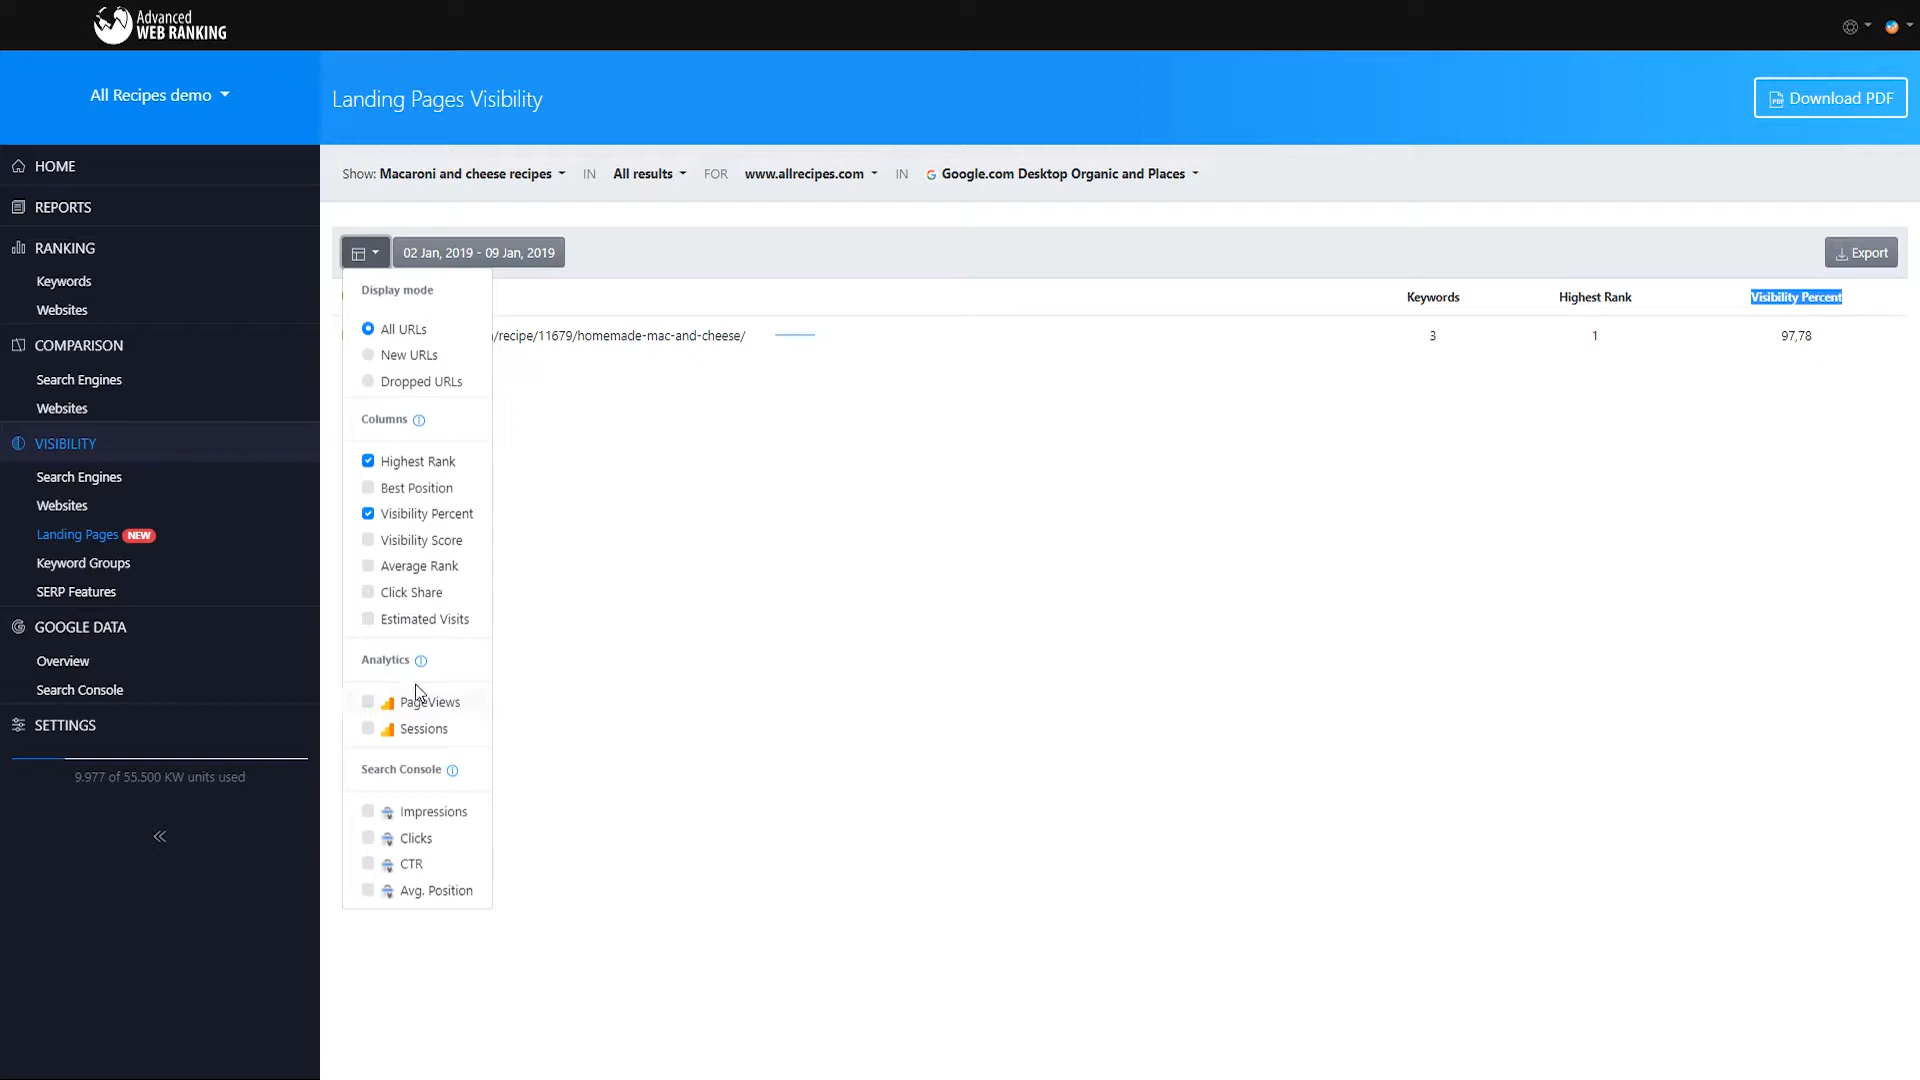 Advanced
WEB RANKING
All Recipes demo
Landing Pages Visibility
Download PDF
HOME
REPORTS
RANKING
Keywords
Websites
COMPARISON
Search Engines
Websites
VISIBILITY
Search Engines
Websites
Landing Pages NEW
Keyword Groups
SERP Features
GOOGLE DATA
Overview
Search Console
SETTINGS
9.977 of 55.500 KW units used
Show: Macaroni and cheese recipes IN All results FOR www.allrecipes.com IN Google.com Desktop Organic and Places
02 Jan, 2019 - 09 Jan, 2019
Export
Keywords Highest Rank Visibility Percent
/recipe/11679/homemade-mac-and-cheese/ 3 1 97,78
Display mode
All URLs
New URLs
Dropped URLs
Columns
Highest Rank
Best Position
Visibility Percent
Visibility Score
Average Rank
Click Share
Estimated Visits
Analytics
PageViews
Sessions
Search Console
Impressions
Clicks
CTR
Avg. Position